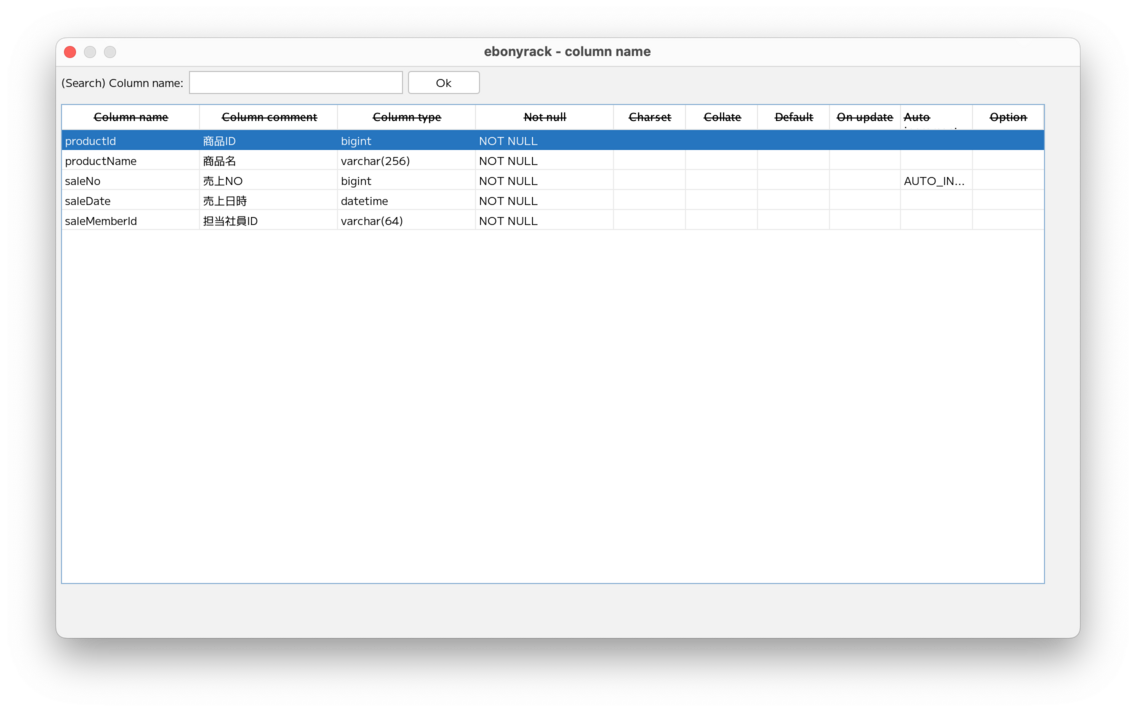 ebonyrack - column name
(Search) Column name: Ok
Column name Column comment Column type Not null Charset Collate Default On update Auto Option
productId 商品ID bigint NOT NULL
productName 商品名 varchar(256) NOT NULL
saleNo 売上NO bigint NOT NULL AUTO_IN...
saleDate 売上日時 datetime NOT NULL
saleMemberId 担当社員ID varchar(64) NOT NULL